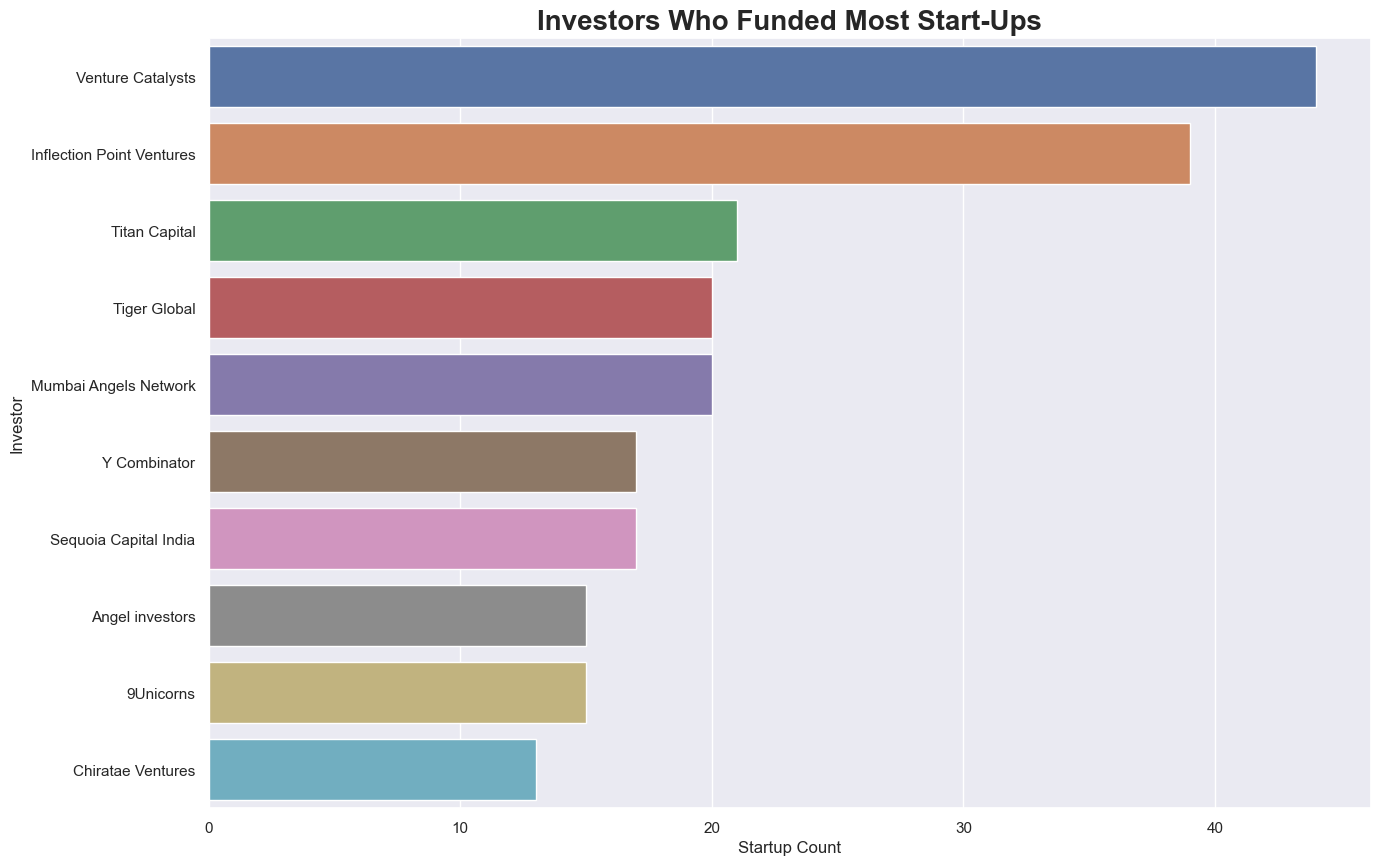 Investors Who Funded Most Start-Ups
Venture Catalysts
Inflection Point Ventures
Titan Capital
Tiger Global
Mumbai Angels Network
Y Combinator
Sequoia Capital India
Angel investors
9Unicorns
Chiratae Ventures
Investor
0 10 20 30 40
Startup Count